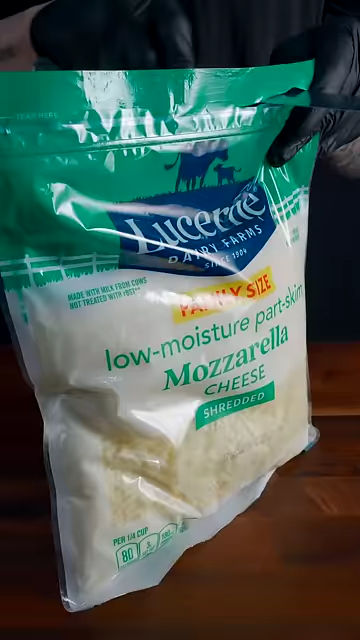 TEAR HERE
Lucerne®
DAIRY FARMS
SINCE 1904
MADE WITH MILK FROM COWS
NOT TREATED WITH rBST**
FAMILY SIZE
low-moisture part-skim
Mozzarella
CHEESE
SHREDDED
PER 1/4 CUP
80